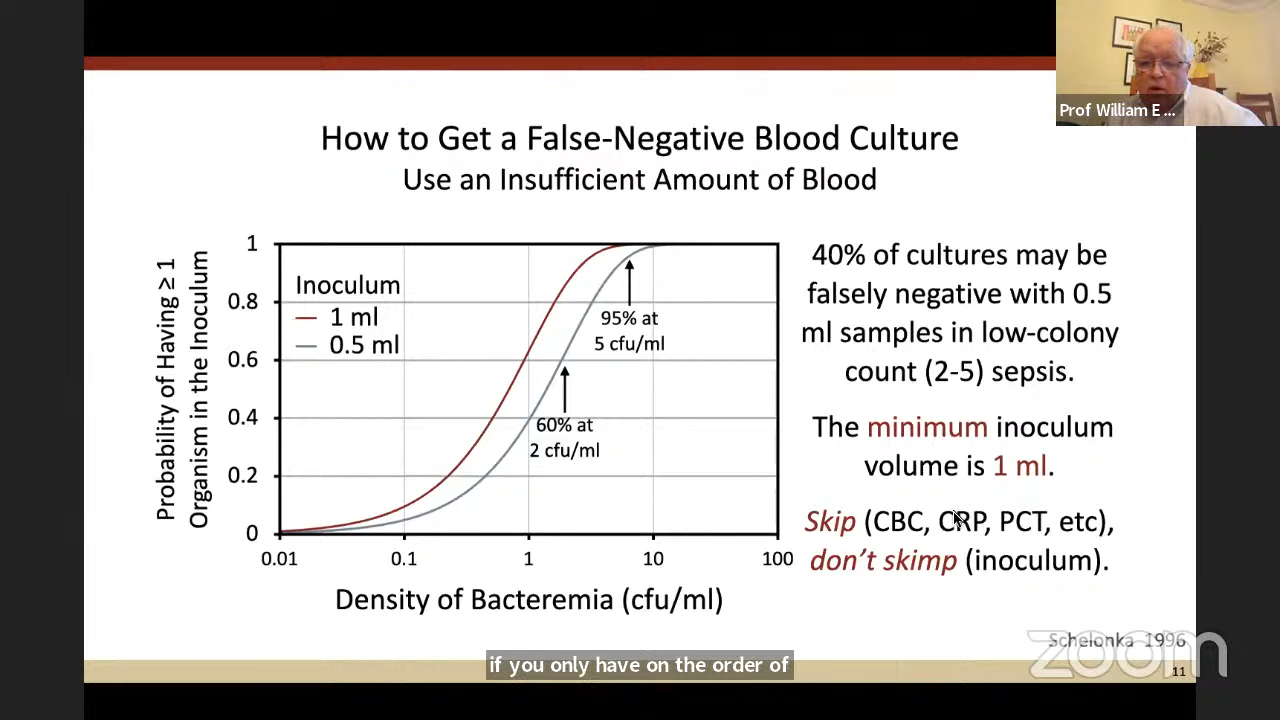 Prof William E ...
How to Get a False-Negative Blood Culture
Use an Insufficient Amount of Blood
Probability of Having ≥ 1
Organism in the Inoculum
1
0.8
0.6
0.4
0.2
0
Inoculum
1 ml
0.5 ml
95% at
5 cfu/ml
60% at
2 cfu/ml
0.01
0.1
1
10
100
Density of Bacteremia (cfu/ml)
40% of cultures may be
falsely negative with 0.5
ml samples in low-colony
count (2-5) sepsis.
The minimum inoculum
volume is 1 ml.
Skip (CBC, CRP, PCT, etc),
don't skimp (inoculum).
Schelonka 1996
zoom
11
if you only have on the order of